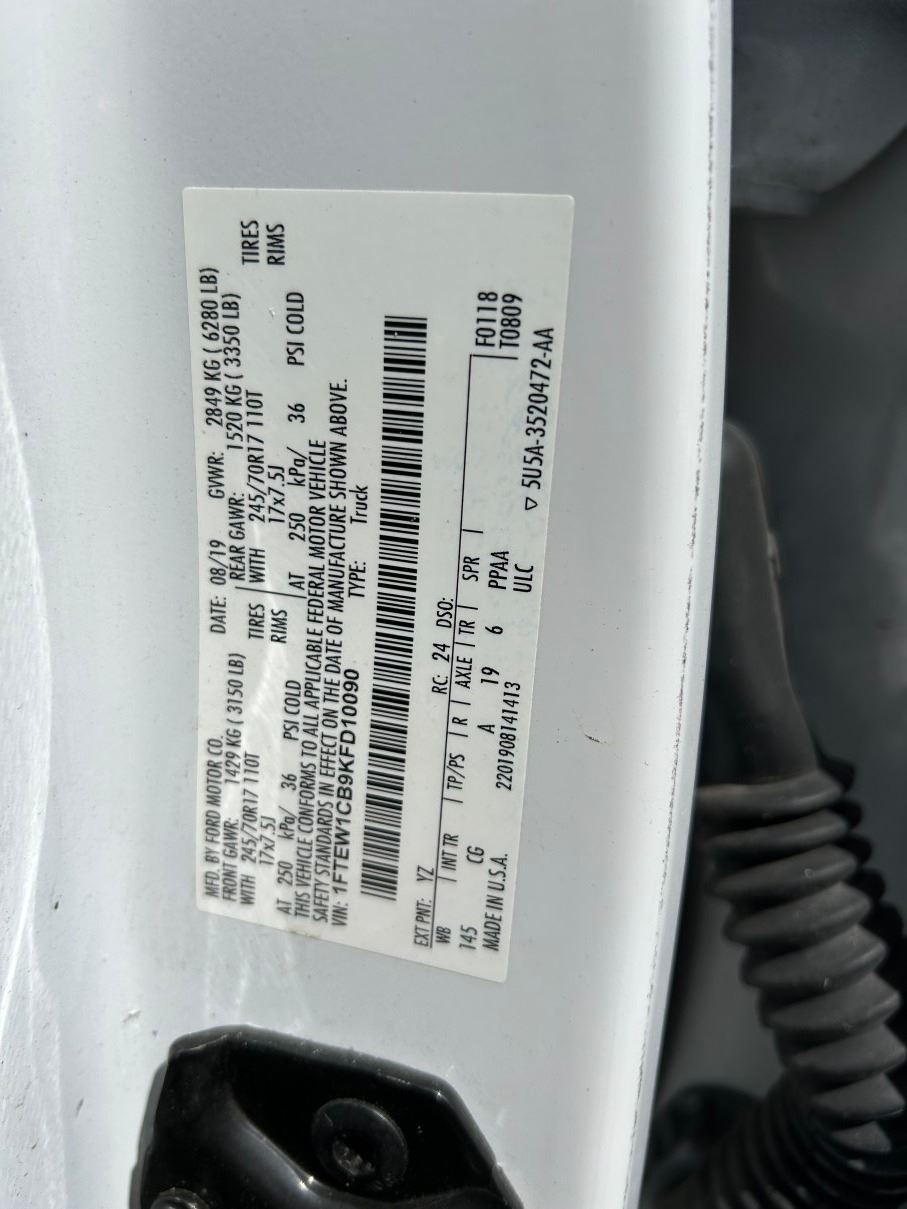 MFD. BY FORD MOTOR CO. DATE: 08/19 GVWR: 2849 KG ( 6280 LB)
FRONT GAWR: 1429 KG ( 3150 LB) REAR GAWR: 1520 KG ( 3350 LB)
WITH 245/70R17 110T TIRES WITH 245/70R17 110T TIRES
17x7.5J RIMS 17x7.5J RIMS
AT 250 kPa/ 36 PSI COLD AT 250 kPa/ 36 PSI COLD
THIS VEHICLE CONFORMS TO ALL APPLICABLE FEDERAL MOTOR VEHICLE
SAFETY STANDARDS IN EFFECT ON THE DATE OF MANUFACTURE SHOWN ABOVE.
VIN: 1FTEW1CB9KFD10090 TYPE: Truck
EXT PNT: YZ RC: 24 DSO: F0118
WB INT TR TP/PS R AXLE TR SPR T0809
145 CG A 19 6 PPAA
MADE IN U.S.A. 2201908141413 ULC ▽ 5U5A-3520472-AA